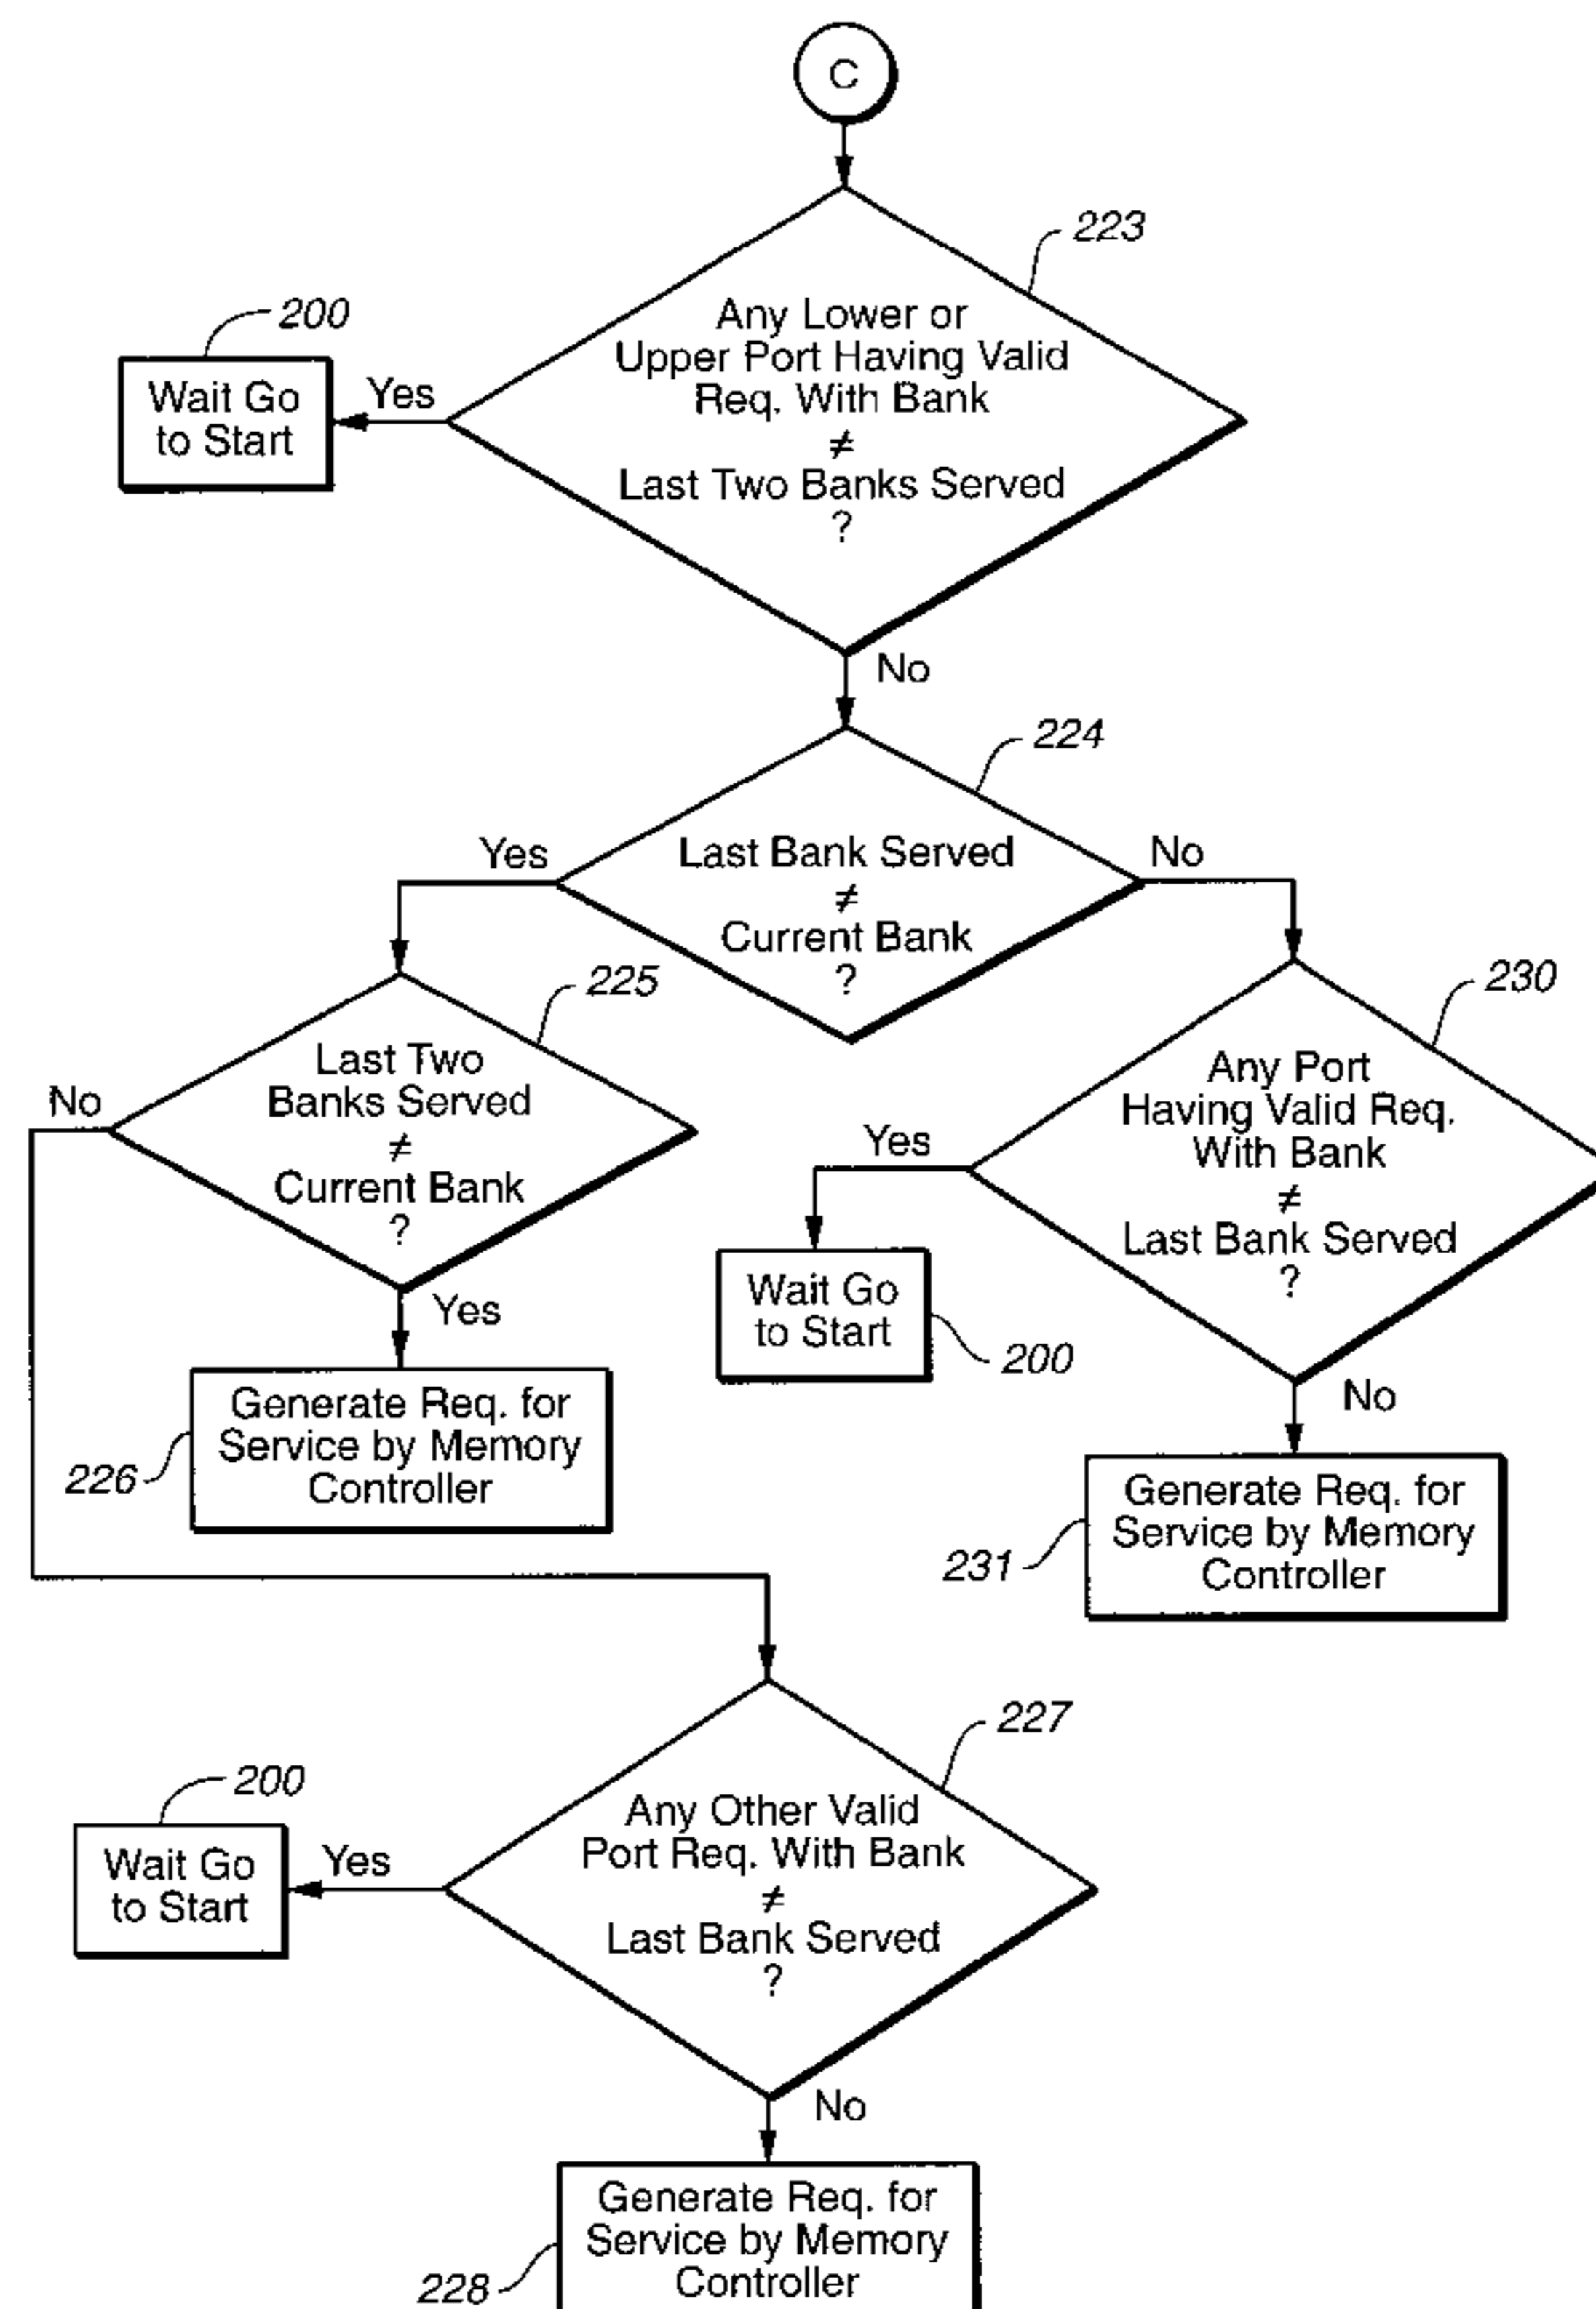 C
223
Any Lower or
Upper Port Having Valid
Req. With Bank
≠
Last Two Banks Served
?
200
Wait Go
to Start
Yes
No
224
Last Bank Served
≠
Current Bank
?
Yes
No
225
Last Two
Banks Served
≠
Current Bank
?
No
Yes
230
Any Port
Having Valid Req.
With Bank
≠
Last Bank Served
?
Yes
Wait Go
to Start
200
No
Generate Req. for
Service by Memory
Controller
226
Generate Req. for
Service by Memory
Controller
231
227
Any Other Valid
Port Req. With Bank
≠
Last Bank Served
?
200
Wait Go
to Start
Yes
No
Generate Req. for
Service by Memory
Controller
228